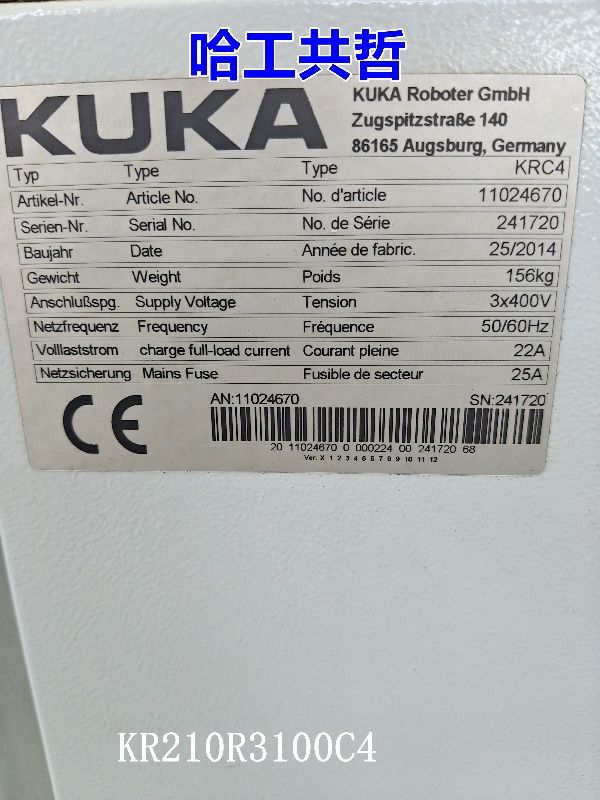 哈工共哲
KUKA
KUKA Roboter GmbH
Zugspitzstraße 140
86165 Augsburg, Germany
Typ Type Type KRC4
Artikel-Nr. Article No. No. d'article 11024670
Serien-Nr. Serial No. No. de Série 241720
Baujahr Date Année de fabric. 25/2014
Gewicht Weight Poids 156kg
Anschlußspg. Supply Voltage Tension 3x400V
Netzfrequenz Frequency Fréquence 50/60Hz
Volllaststrom charge full-load current Courant pleine 22A
Netzsicherung Mains Fuse Fusible de secteur 25A
CE
AN:11024670 SN:241720
20 11024670 0 000224 00 241720 68
Ver. X 1 2 3 4 5 6 7 8 9 10 11 12
KR210R3100C4